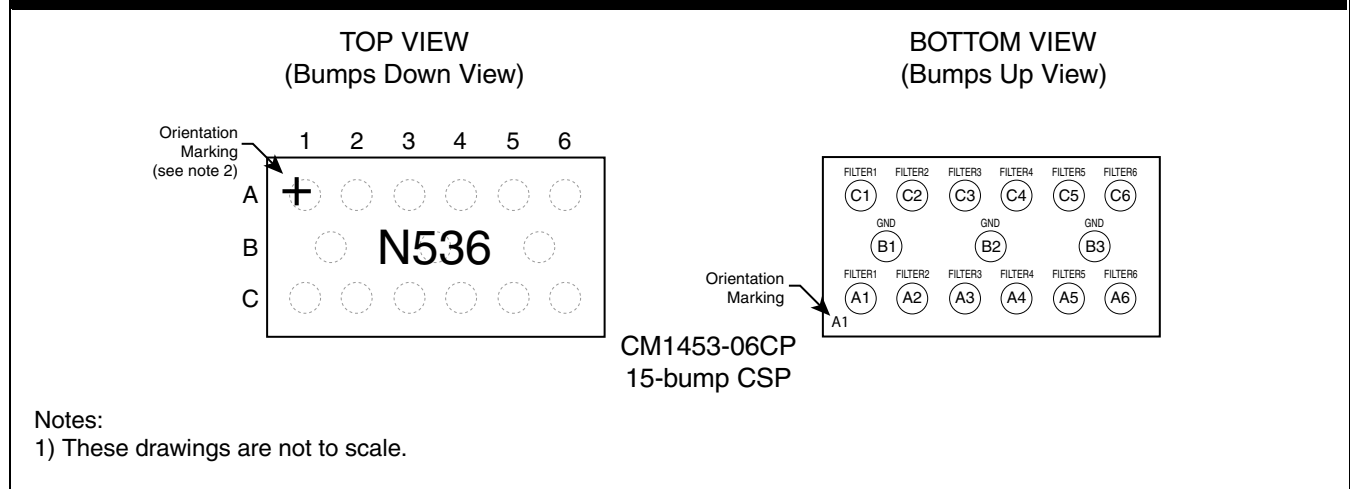 TOP VIEW
(Bumps Down View)
Orientation
Marking
(see note 2)
1 2 3 4 5 6
A
B
C
+
N536
BOTTOM VIEW
(Bumps Up View)
FILTER1 FILTER2 FILTER3 FILTER4 FILTER5 FILTER6
C1 C2 C3 C4 C5 C6
GND GND GND
B1 B2 B3
FILTER1 FILTER2 FILTER3 FILTER4 FILTER5 FILTER6
A1 A2 A3 A4 A5 A6
Orientation
Marking
A1
CM1453-06CP
15-bump CSP
Notes:
1) These drawings are not to scale.